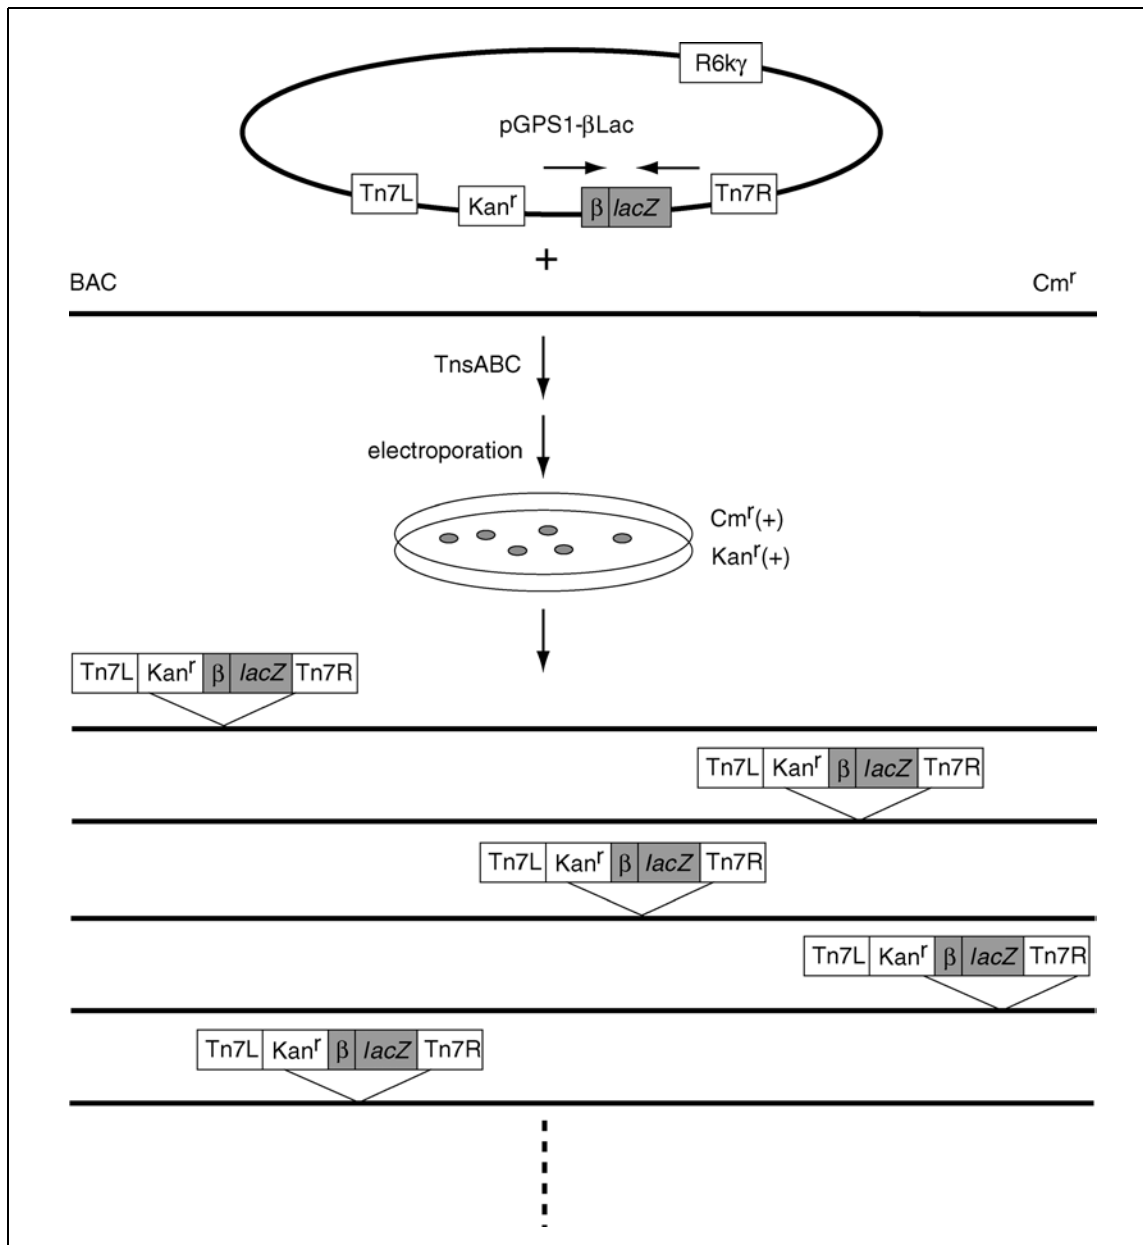 R6kγ
pGPS1-βLac
Tn7L Kanʳ β lacZ Tn7R
+
BAC Cmʳ
TnsABC
electroporation
Cmʳ(+)
Kanʳ(+)
Tn7L Kanʳ β lacZ Tn7R
Tn7L Kanʳ β lacZ Tn7R
Tn7L Kanʳ β lacZ Tn7R
Tn7L Kanʳ β lacZ Tn7R
Tn7L Kanʳ β lacZ Tn7R